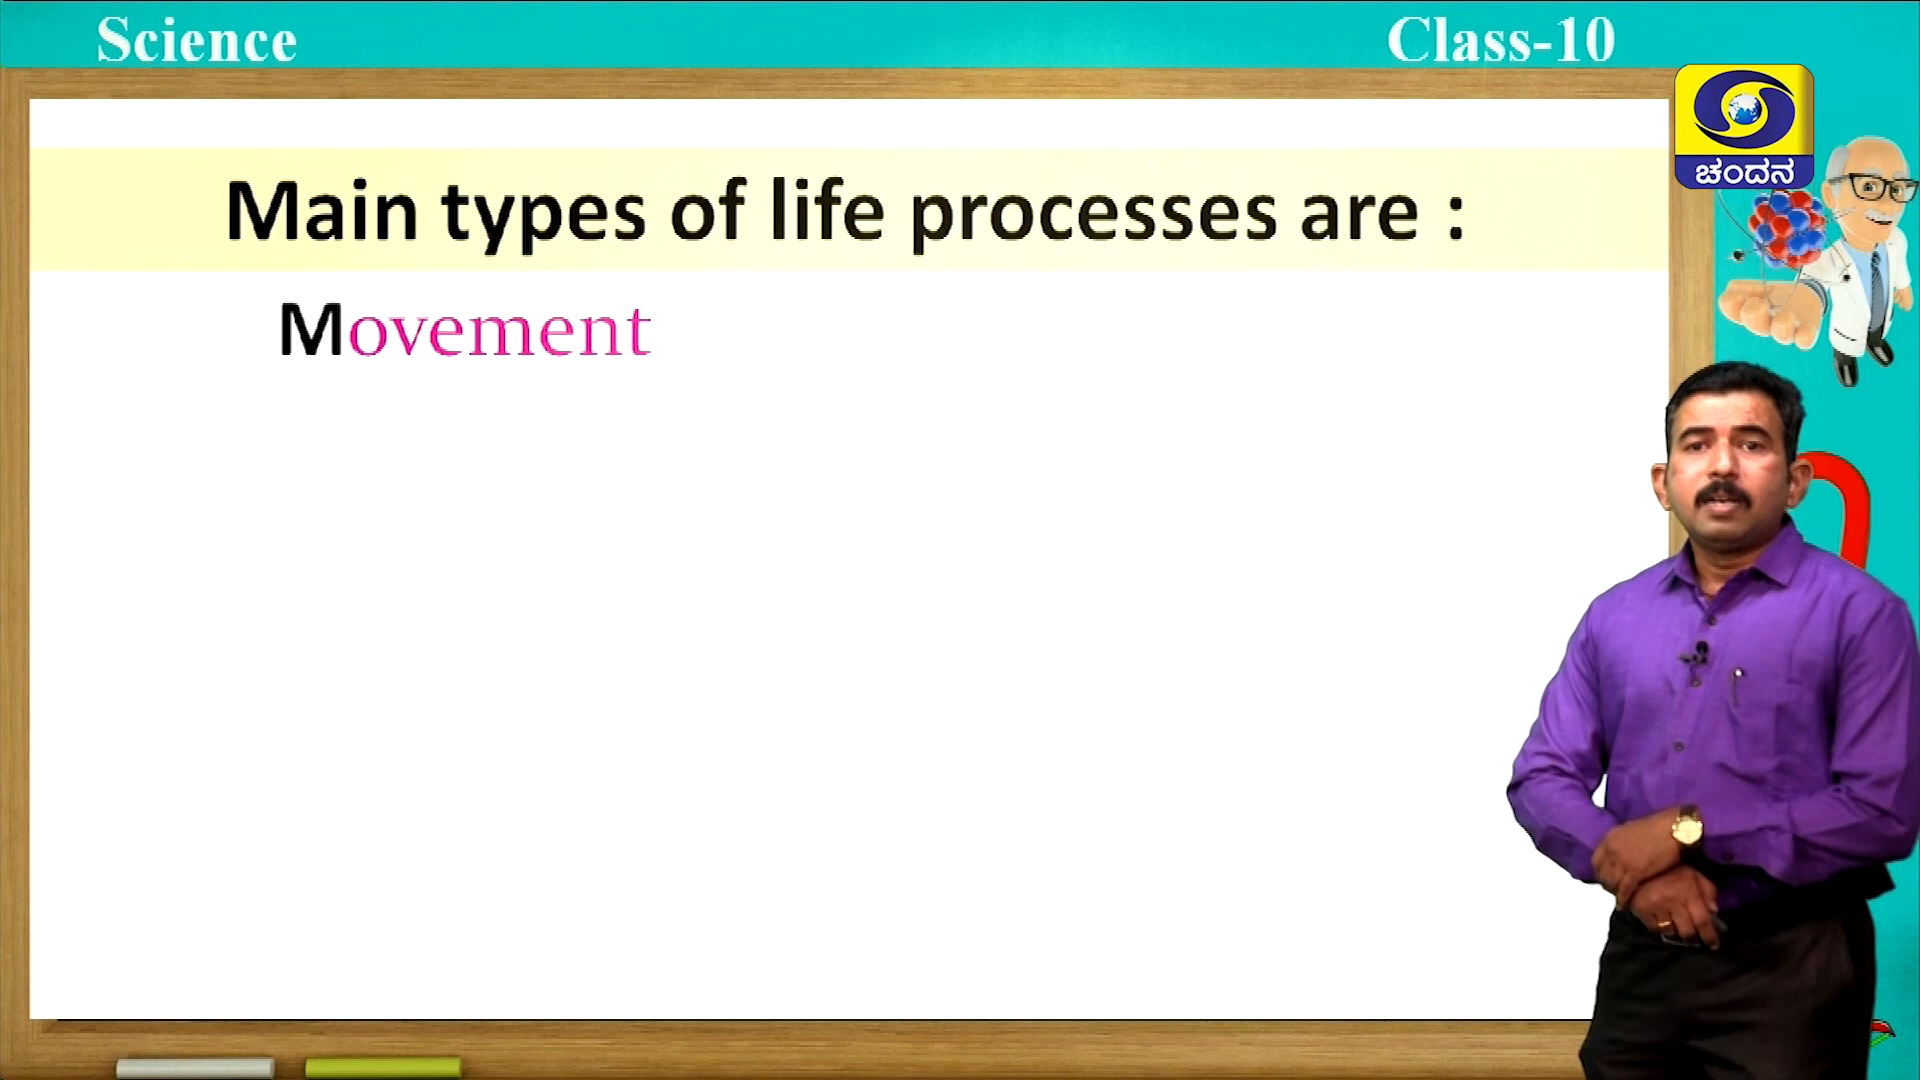 Science
Class-10
ಚಂದನ
Main types of life processes are :
Movement